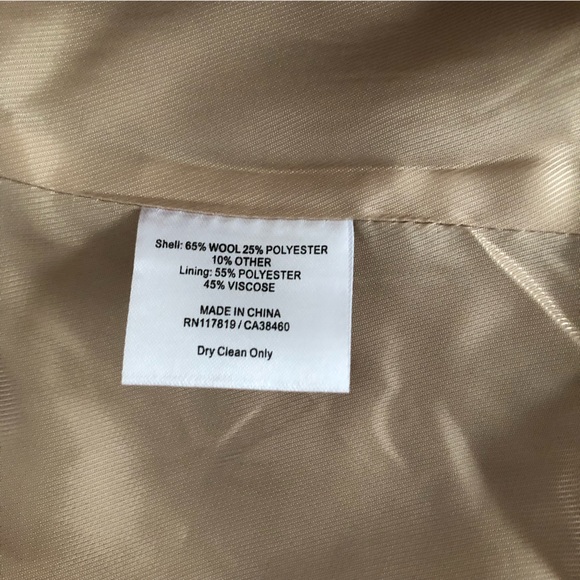 Shell: 65% WOOL 25% POLYESTER
10% OTHER
Lining: 55% POLYESTER
45% VISCOSE
MADE IN CHINA
RN117819 / CA38460
Dry Clean Only